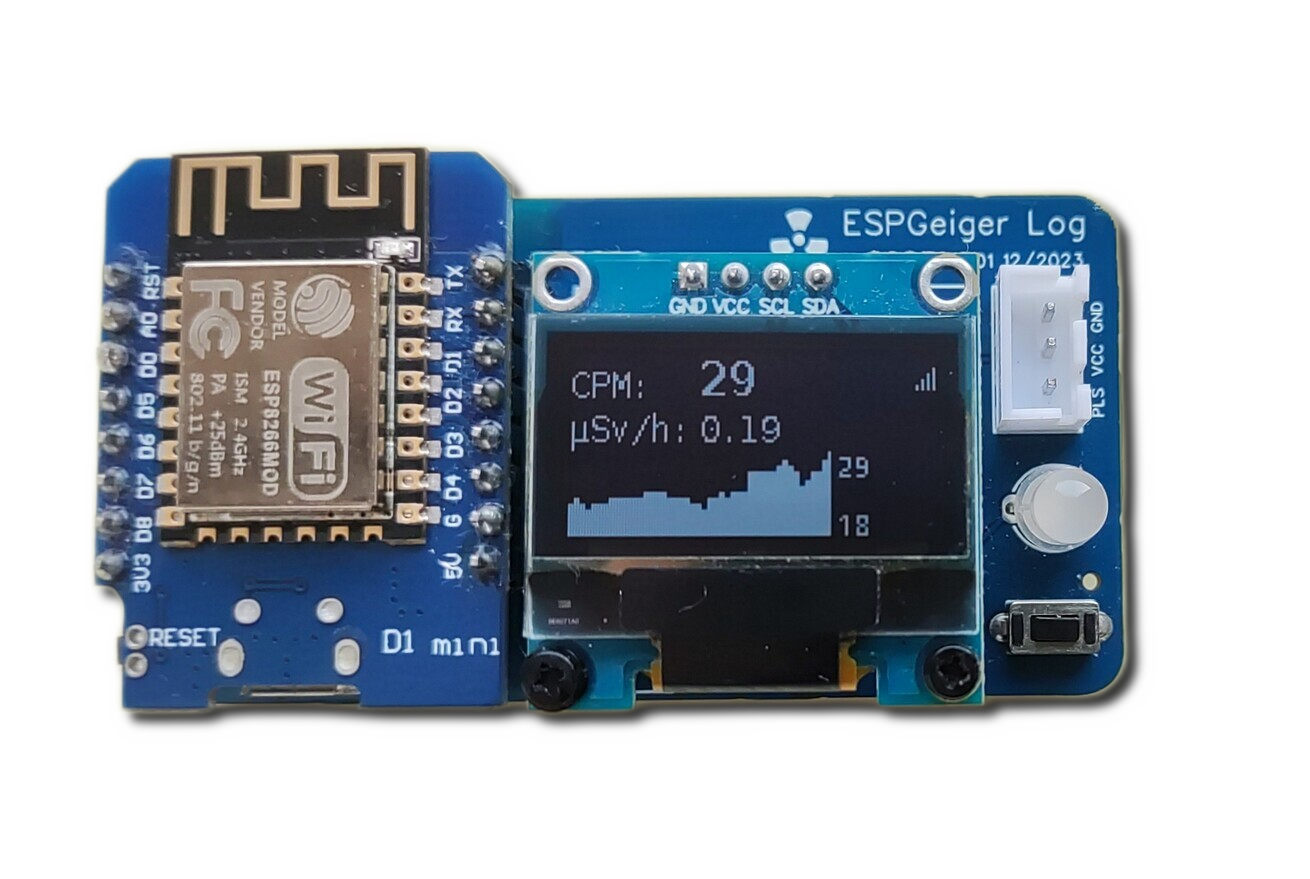 ESPGeiger Log
12/2023
GND VCC SCL SDA
CPM: 29
µSv/h: 0.19
29
18
PLS VCC GND
RST
A0
D0
D5
D6
D7
D8
3V3
TX
RX
D1
D2
D3
D4
G
5V
MODEL
VENDOR
WiFi
ESP8266MOD
ISM 2.4GHz
PA +25dBm
802.11 b/g/n
FC
RESET
D1 mini